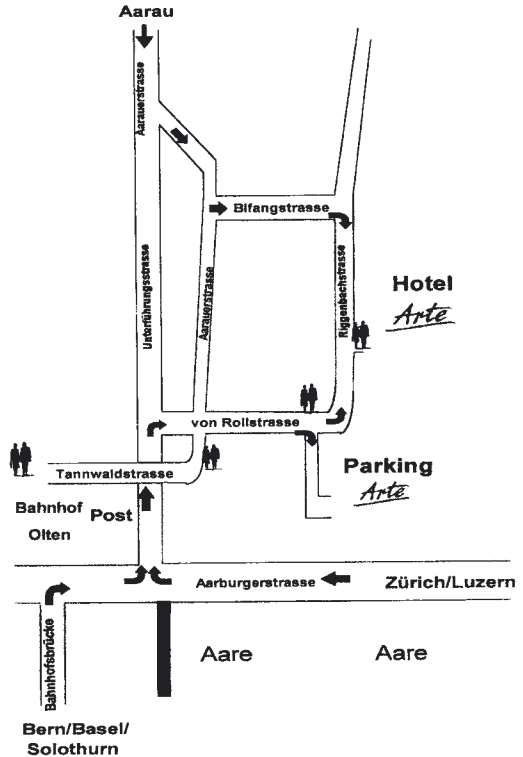 Aarau
Aarauerstrasse
Bifangstrasse
Unterführungsstrasse
Aarauerstrasse
Riggenbachstrasse
Hotel
Arte
von Rollstrasse
Parking
Arte
Tannwaldstrasse
Bahnhof
Olten
Post
Aarburgerstrasse
Zürich/Luzern
Bahnhofsbrücke
Aare
Aare
Bern/Basel/
Solothurn